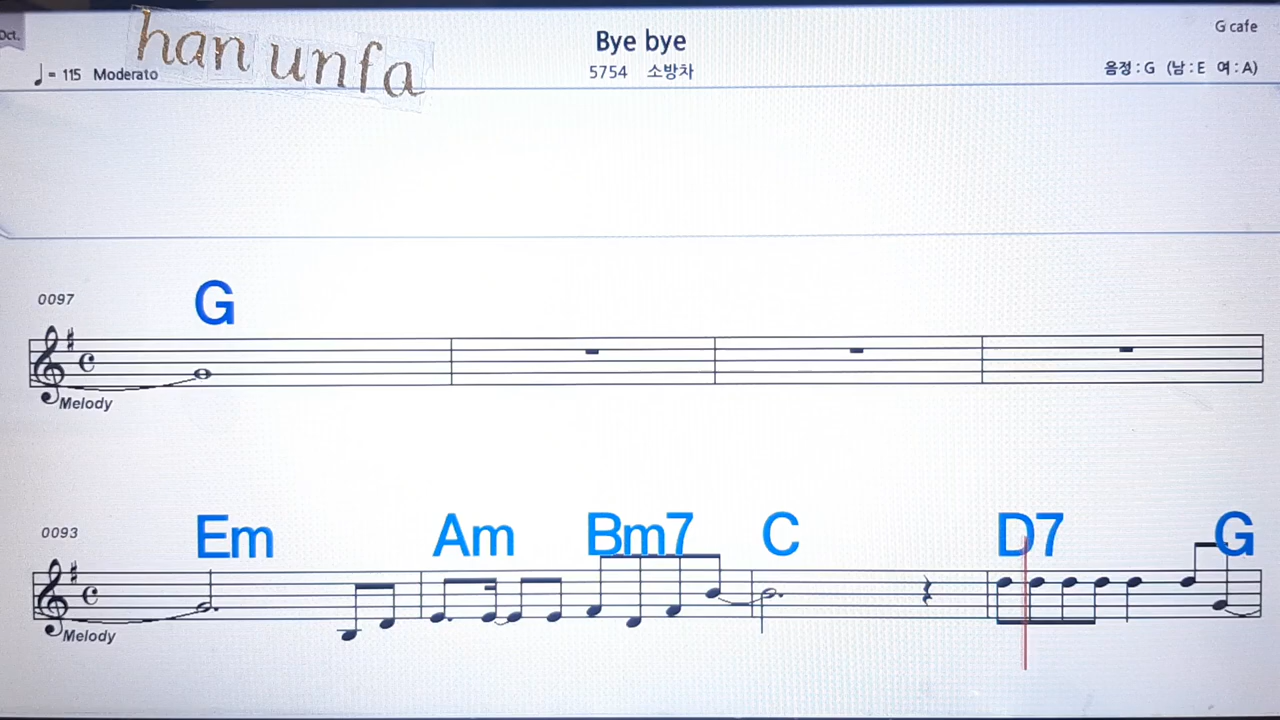 Oct.
han unfa
Bye bye
G cafe
♩= 115 Moderato
5754 소방차
음정 : G (남 : E 여 : A)
G
0097
Melody
Em Am Bm7 C D7 G
0093
Melody